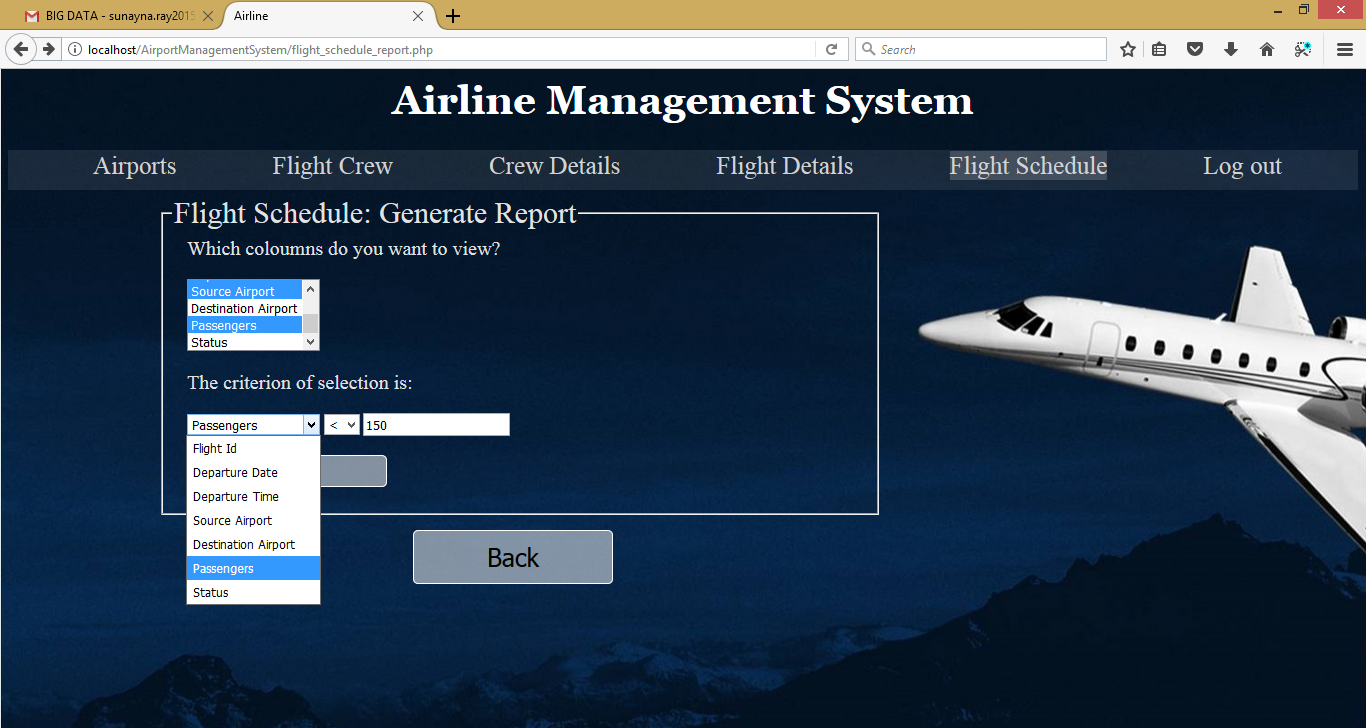 BIG DATA - sunayna.ray2015
Airline
localhost/AirportManagementSystem/flight_schedule_report.php
Search
Airline Management System
Airports Flight Crew Crew Details Flight Details Flight Schedule Log out
Flight Schedule: Generate Report
Which coloumns do you want to view?
Source Airport
Destination Airport
Passengers
Status
The criterion of selection is:
Passengers < 150
Flight Id
Departure Date
Departure Time
Source Airport
Destination Airport
Passengers
Status
Back